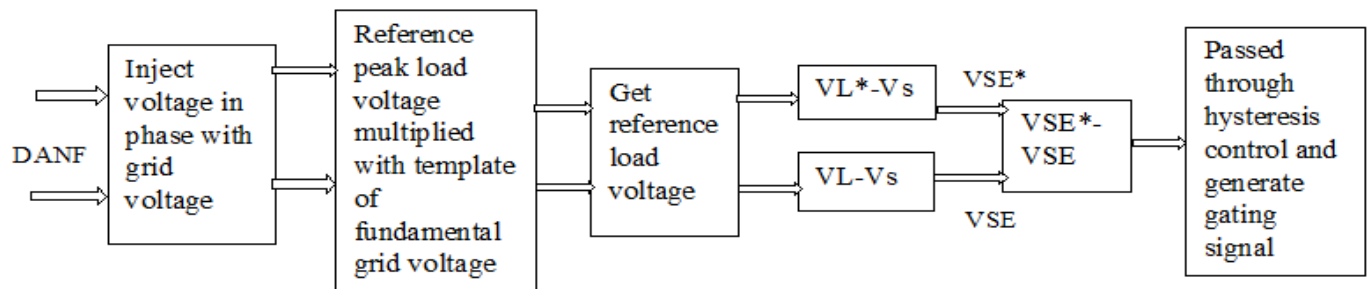 DANF
Inject
voltage in
phase with
grid
voltage
Reference
peak load
voltage
multiplied
with template
of
fundamental
grid voltage
Get
reference
load
voltage
VL*-Vs
VL-Vs
VSE*
VSE
VSE*-
VSE
Passed
through
hysteresis
control and
generate
gating
signal